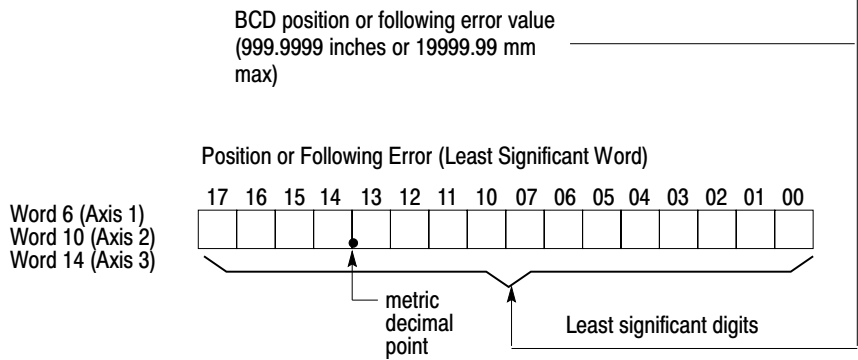 BCD position or following error value
(999.9999 inches or 19999.99 mm
max)
Position or Following Error (Least Significant Word)
17 16 15 14 13 12 11 10 07 06 05 04 03 02 01 00
Word 6 (Axis 1)
Word 10 (Axis 2)
Word 14 (Axis 3)
metric
decimal
point
Least significant digits